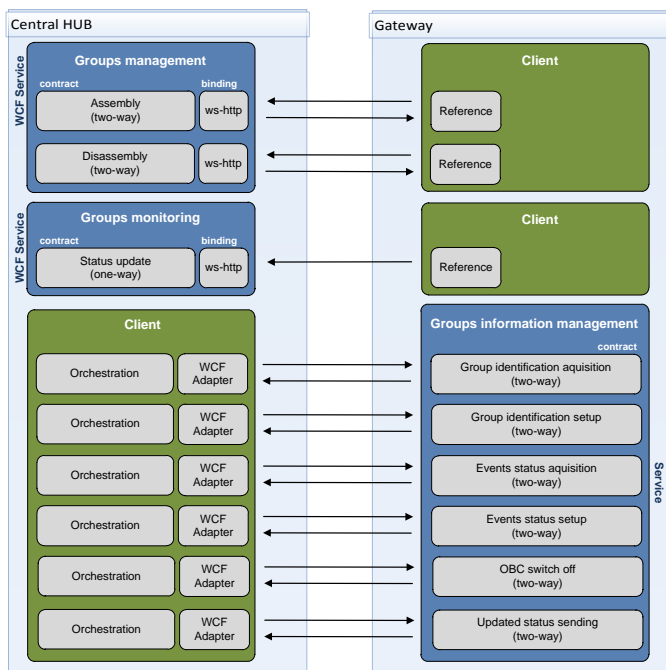 Central HUB
Gateway
WCF Service
Groups management
contract
binding
Assembly
(two-way)
ws-http
Disassembly
(two-way)
ws-http
Client
Reference
Reference
WCF Service
Groups monitoring
contract
binding
Status update
(one-way)
ws-http
Client
Reference
Client
Orchestration
WCF
Adapter
Orchestration
WCF
Adapter
Orchestration
WCF
Adapter
Orchestration
WCF
Adapter
Orchestration
WCF
Adapter
Orchestration
WCF
Adapter
Groups information management
contract
Group identification aquisition
(two-way)
Group identification setup
(two-way)
Events status aquisition
(two-way)
Events status setup
(two-way)
OBC switch off
(two-way)
Updated status sending
(two-way)
Service